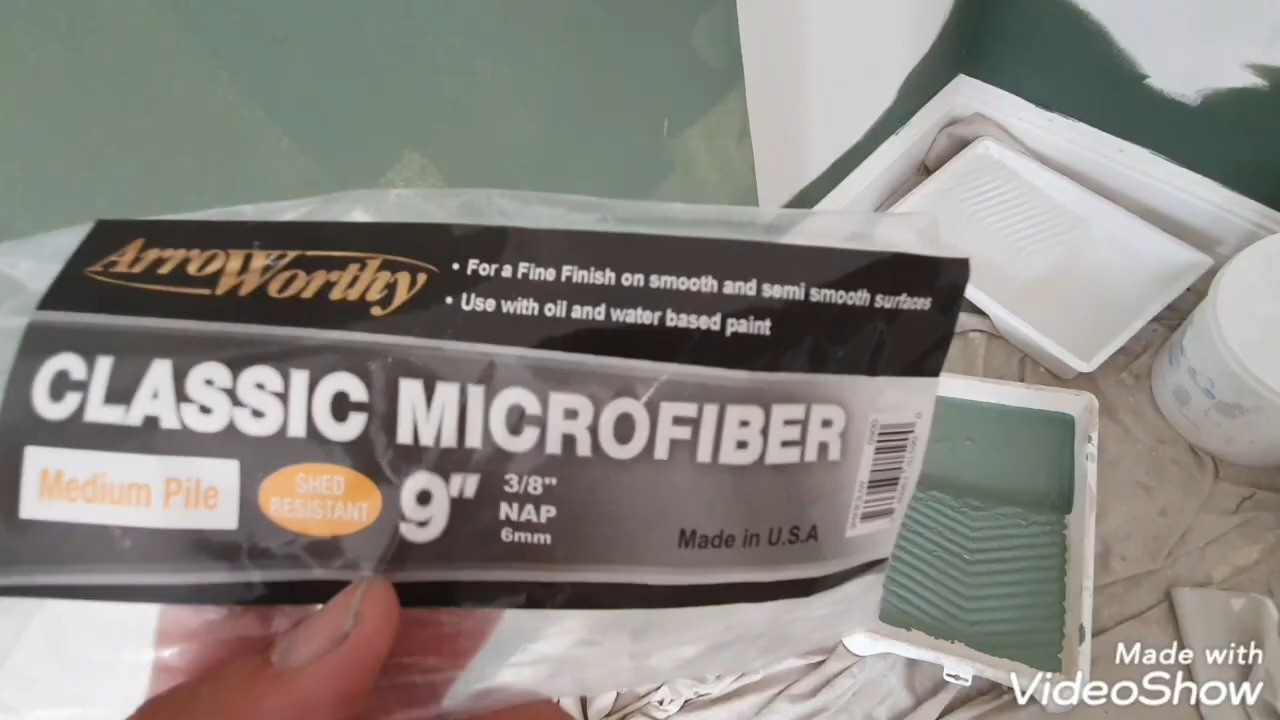 ArroWorthy
• For a Fine Finish on smooth and semi smooth surfaces
• Use with oil and water based paint
CLASSIC MICROFIBER
Medium Pile
SHED
RESISTANT
9"
3/8"
NAP
6mm
Made in U.S.A
Made with
VideoShow